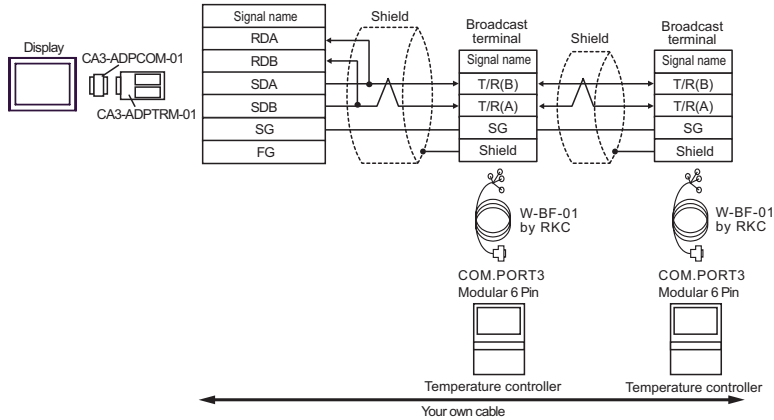 Display
CA3-ADPCOM-01
CA3-ADPTRM-01
Signal name
RDA
RDB
SDA
SDB
SG
FG
Shield
Broadcast
terminal
Signal name
T/R(B)
T/R(A)
SG
Shield
Shield
Broadcast
terminal
Signal name
T/R(B)
T/R(A)
SG
Shield
W-BF-01
by RKC
COM.PORT3
Modular 6 Pin
Temperature controller
W-BF-01
by RKC
COM.PORT3
Modular 6 Pin
Temperature controller
Your own cable